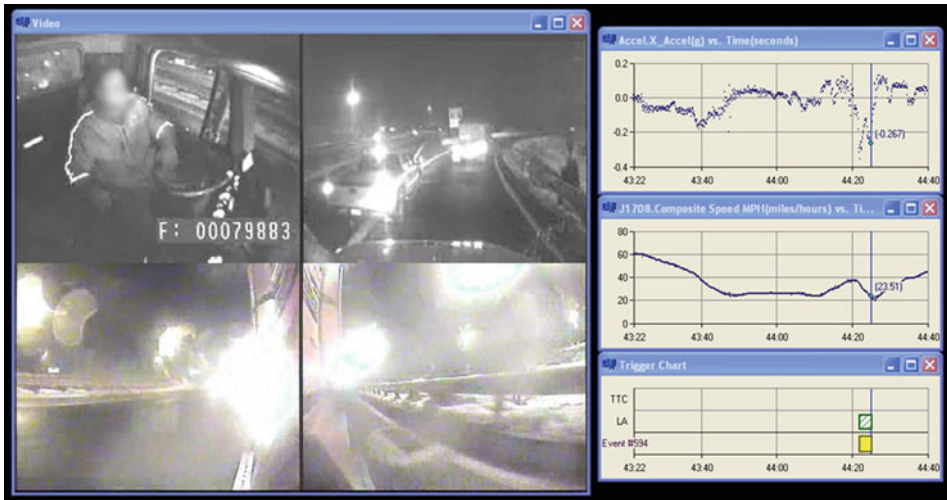 Video
F: 00079883
Accel.X_Accel(g) vs. Time(seconds)
0.2
0.0
-0.2
-0.4
(-0.267)
43:22 43:40 44:00 44:20 44:40
J1708.Composite Speed MPH(miles/hours) vs. Ti...
80
60
40
20
0
(23.51)
43:22 43:40 44:00 44:20 44:40
Trigger Chart
TTC
LA
Event #594
43:22 43:40 44:00 44:20 44:40